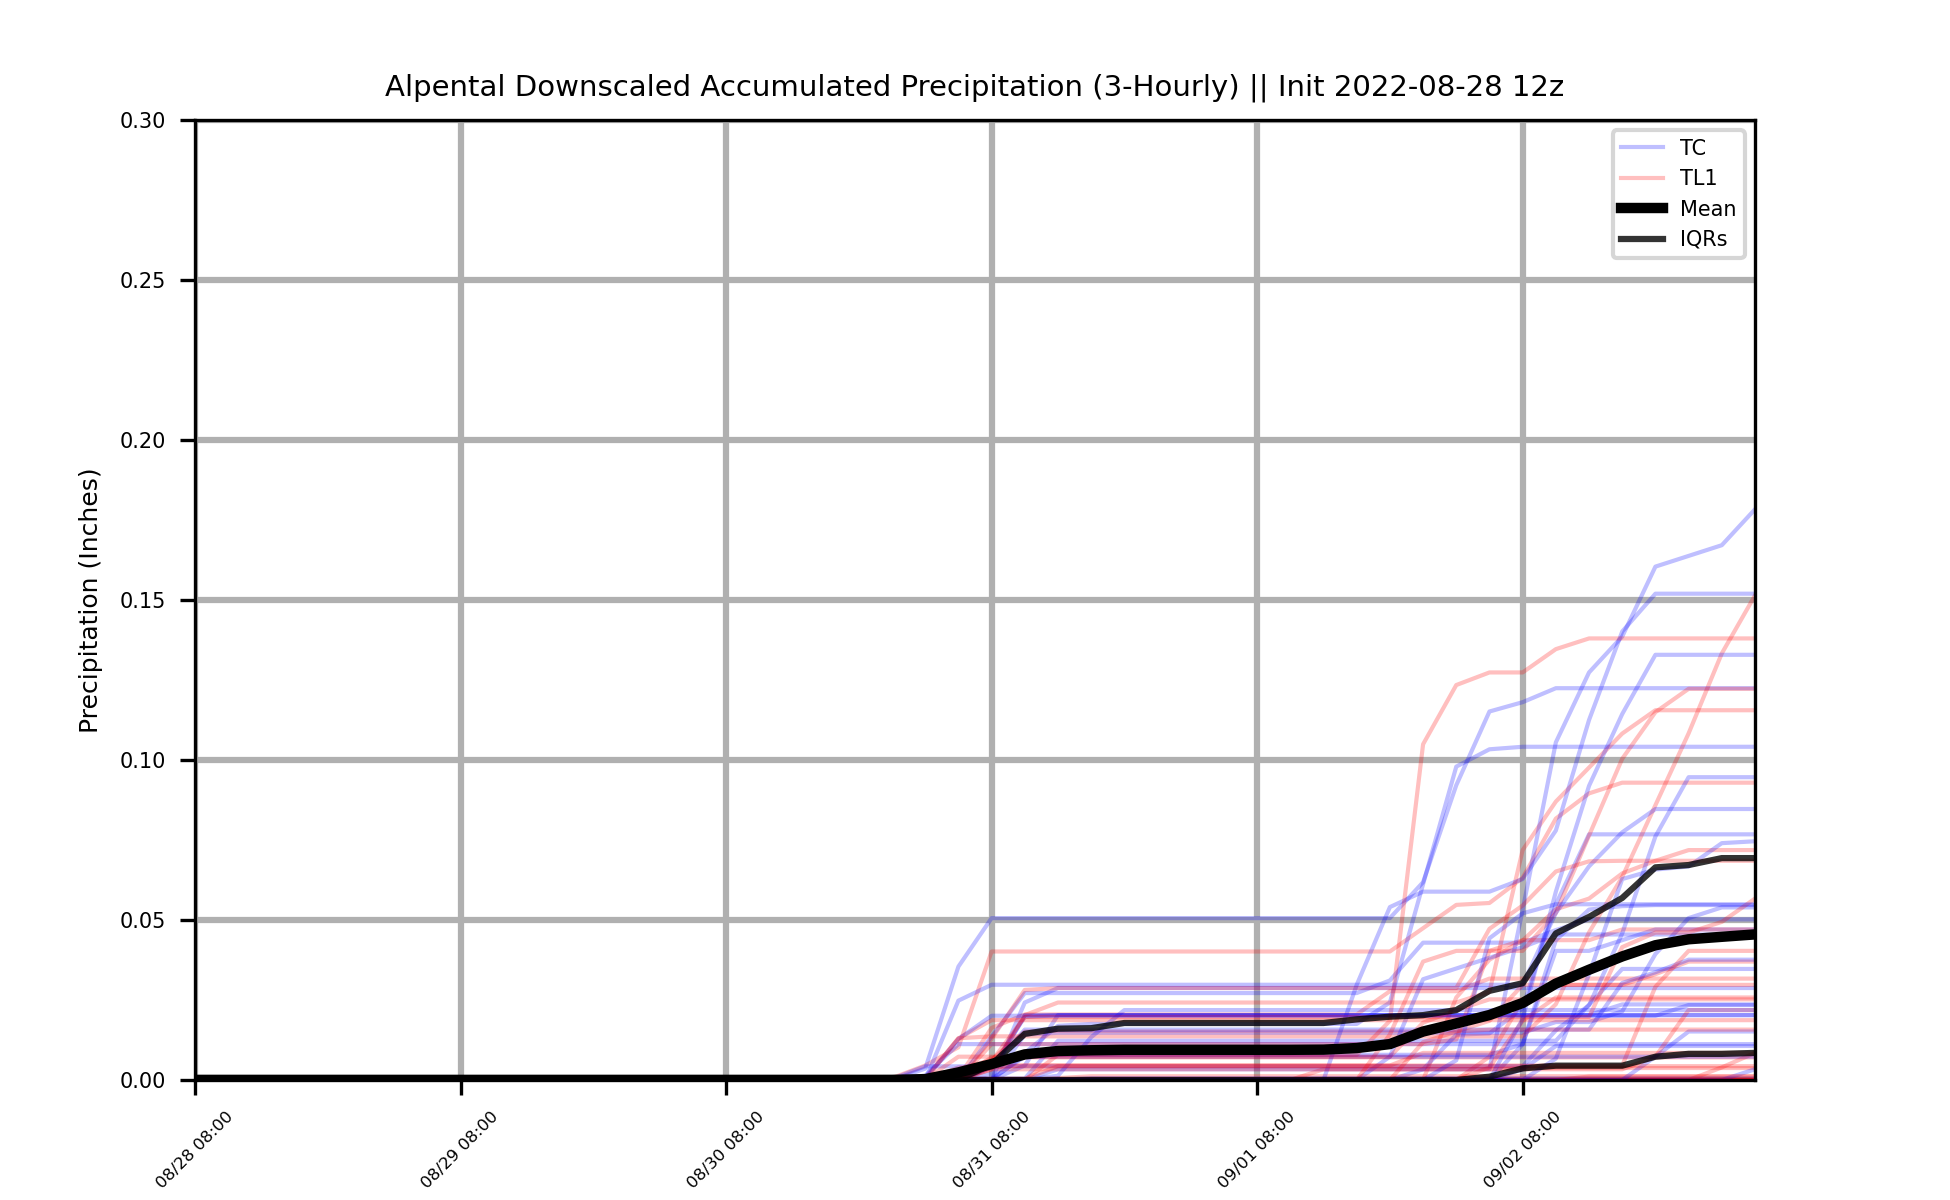 Alpental Downscaled Accumulated Precipitation (3-Hourly) || Init 2022-08-28 12z
TC
TL1
Mean
IQRs
Precipitation (Inches)
0.30
0.25
0.20
0.15
0.10
0.05
0.00
08/28 08:00
08/29 08:00
08/30 08:00
08/31 08:00
09/01 08:00
09/02 08:00